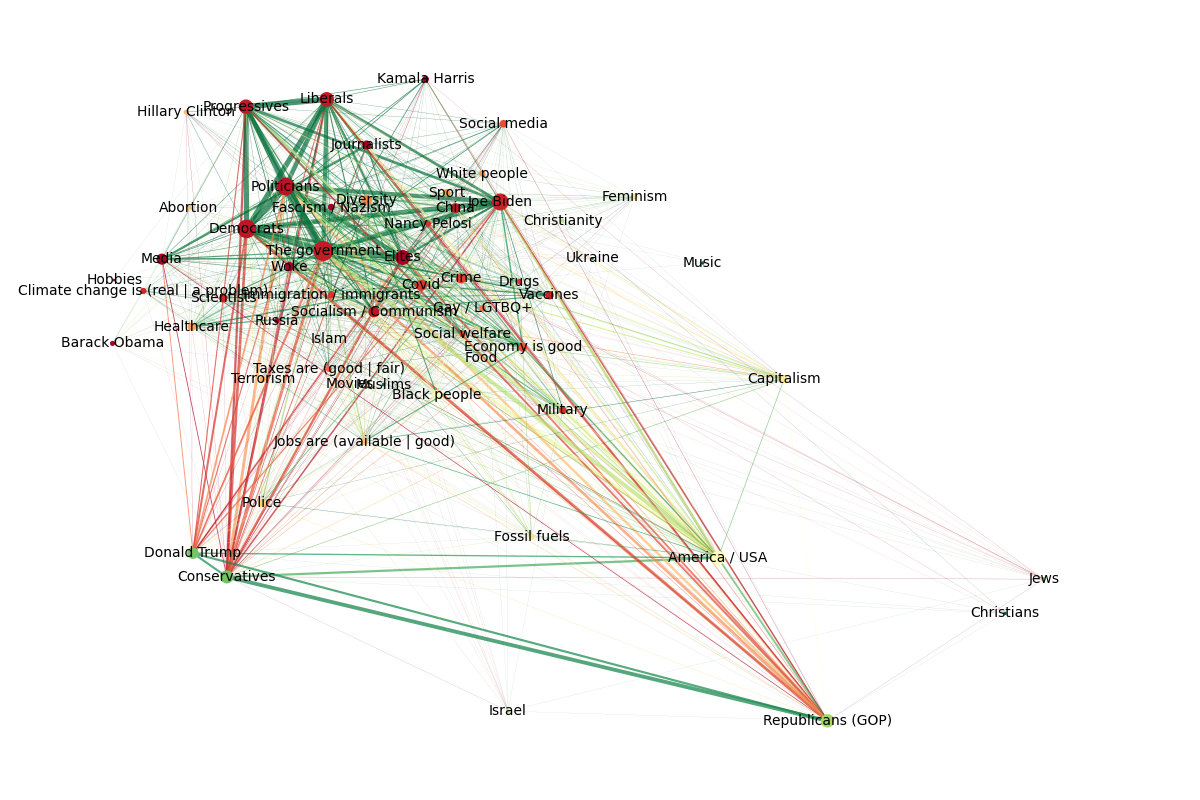 Kamala Harris
Liberals
Progressives
Hillary Clinton
Social media
Journalists
White people
Politicians
Sport
Feminism
Diversity
Joe Biden
Abortion
Fascism / Nazism
China
Christianity
Nancy Pelosi
Democrats
The government
Elites
Ukraine
Media
Music
Woke
Hobbies
Crime
Drugs
Covid
Climate change is (real | a problem)
Scientists
Immigration / Immigrants
Vaccines
Gay / LGTBQ+
Socialism / Communism
Russia
Healthcare
Social welfare
Islam
Barack Obama
Economy is good
Food
Taxes are (good | fair)
Terrorism
Movies
Muslims
Capitalism
Black people
Military
Jobs are (available | good)
Police
Fossil fuels
Donald Trump
America / USA
Conservatives
Jews
Christians
Israel
Republicans (GOP)